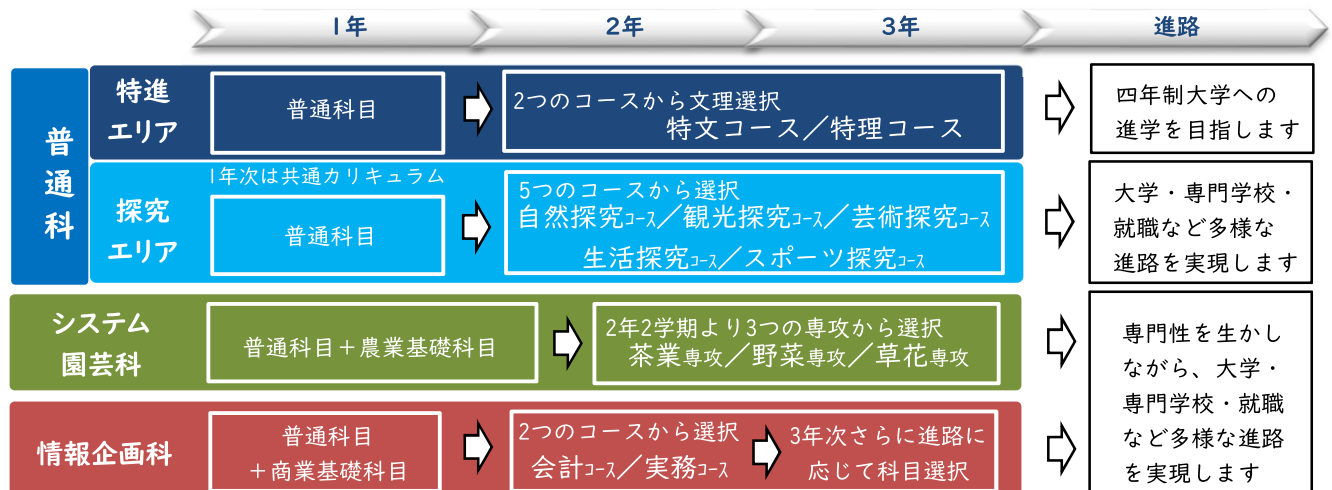 1年
2年
3年
進路
普通科
特進
エリア
普通科目
2つのコースから文理選択
特文コース／特理コース
四年制大学への
進学を目指します
探究
エリア
1年次は共通カリキュラム
普通科目
5つのコースから選択
自然探究コース／観光探究コース／芸術探究コース
生活探究コース／スポーツ探究コース
大学・専門学校・
就職など多様な
進路を実現します
システム
園芸科
普通科目＋農業基礎科目
2年2学期より3つの専攻から選択
茶業専攻／野菜専攻／草花専攻
専門性を生かし
ながら、大学・
専門学校・就職
など多様な進路
を実現します
情報企画科
普通科目
＋商業基礎科目
2つのコースから選択
会計コース／実務コース
3年次さらに進路に
応じて科目選択